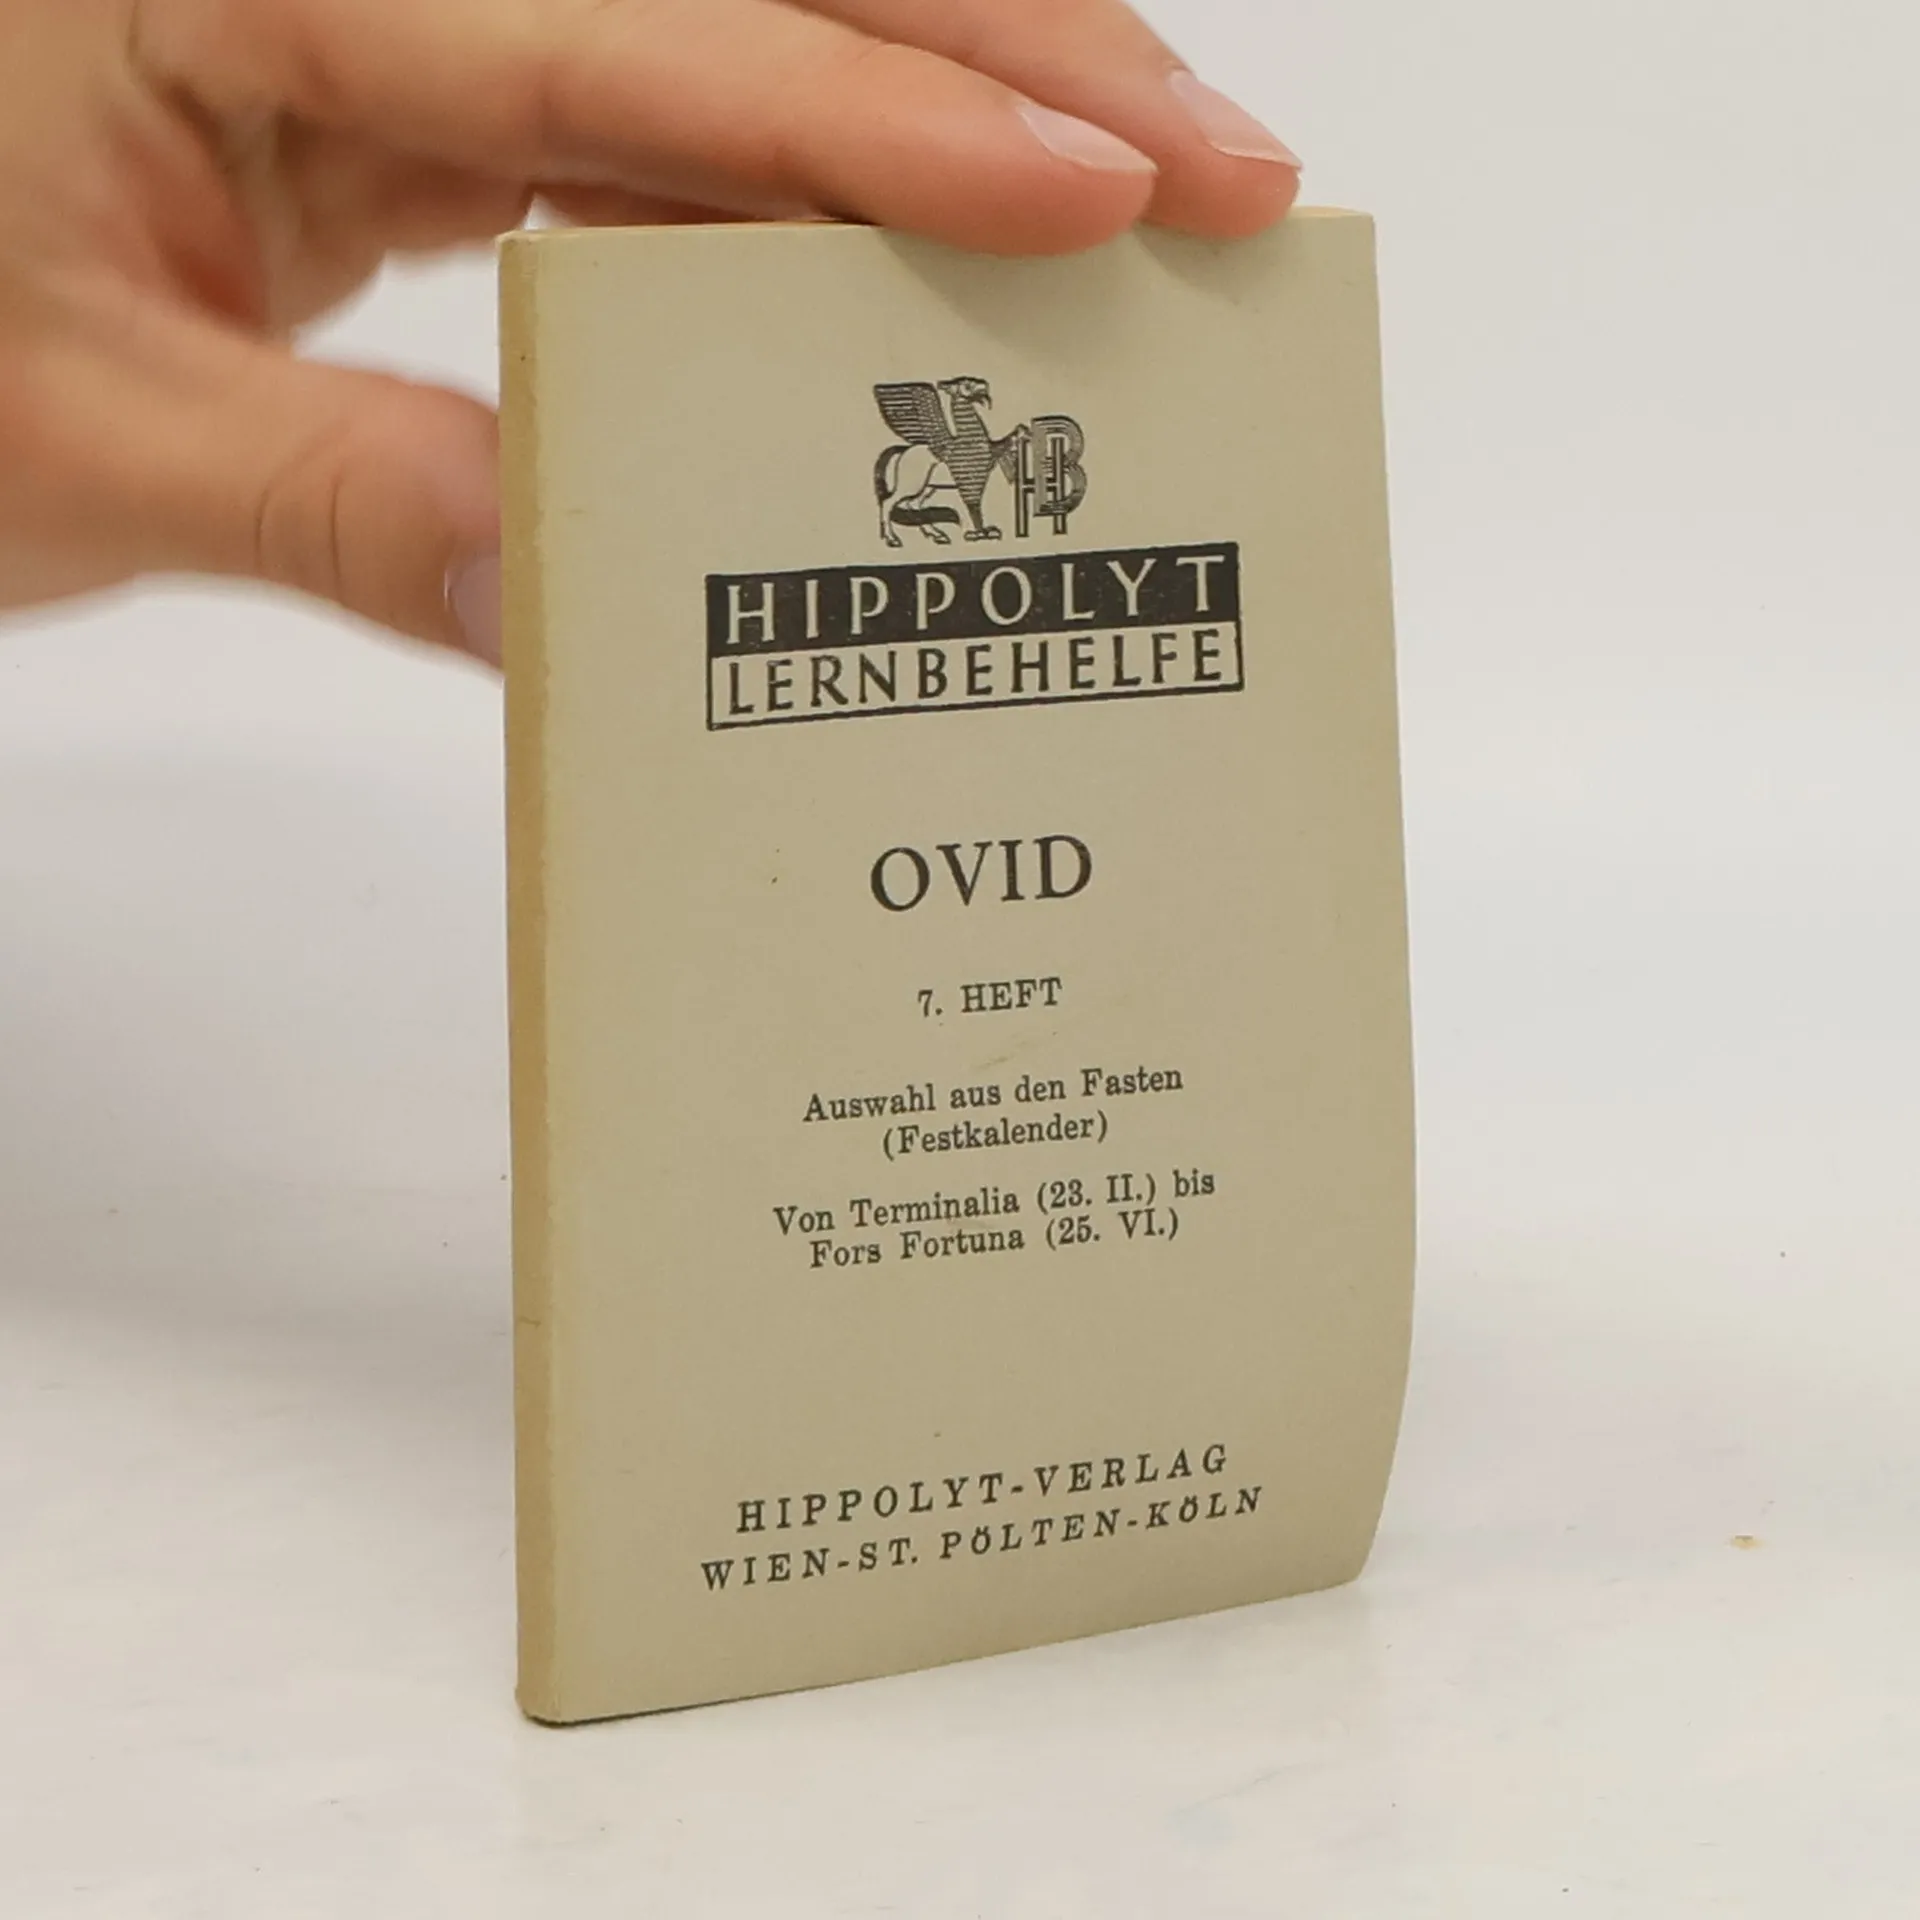 HB
HIPPOLYT
LERNBEHELFE
OVID
7. HEFT
Auswahl aus den Fasten
(Festkalender)
Von Terminalia (23. II.) bis
Fors Fortuna (25. VI.)
HIPPOLYT-VERLAG
WIEN-ST. PÖLTEN-KÖLN